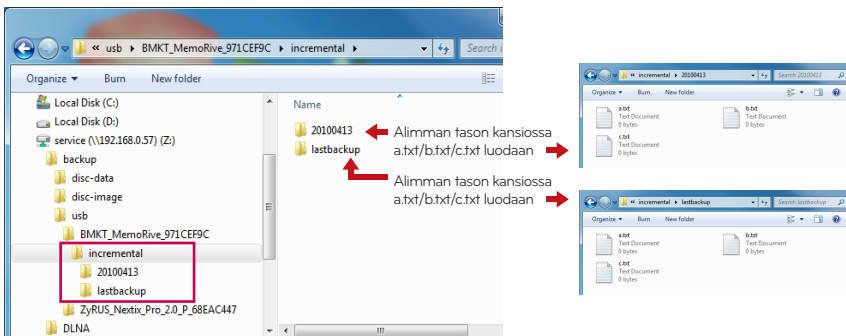 « usb ▸ BMKT_MemoRive_971CEF9C ▸ incremental ▸
Search i
Organize ▾ Burn New folder
Local Disk (C:)
Local Disk (D:)
service (\\192.168.0.57) (Z:)
backup
disc-data
disc-image
usb
BMKT_MemoRive_971CEF9C
incremental
20100413
lastbackup
ZyRUS_Nextix_Pro_2.0_P_68EAC447
DLNA
Name
20100413
lastbackup
Alimman tason kansiossa
a.txt/b.txt/c.txt luodaan
Alimman tason kansiossa
a.txt/b.txt/c.txt luodaan
« incremental ▸ 20100413
Search 20100413
Organize ▾ Burn New folder
a.txt
Text Document
0 bytes
b.txt
Text Document
0 bytes
c.txt
Text Document
0 bytes
« incremental ▸ lastbackup
Search lastbackup
Organize ▾ Burn New folder
a.txt
Text Document
0 bytes
b.txt
Text Document
0 bytes
c.txt
Text Document
0 bytes